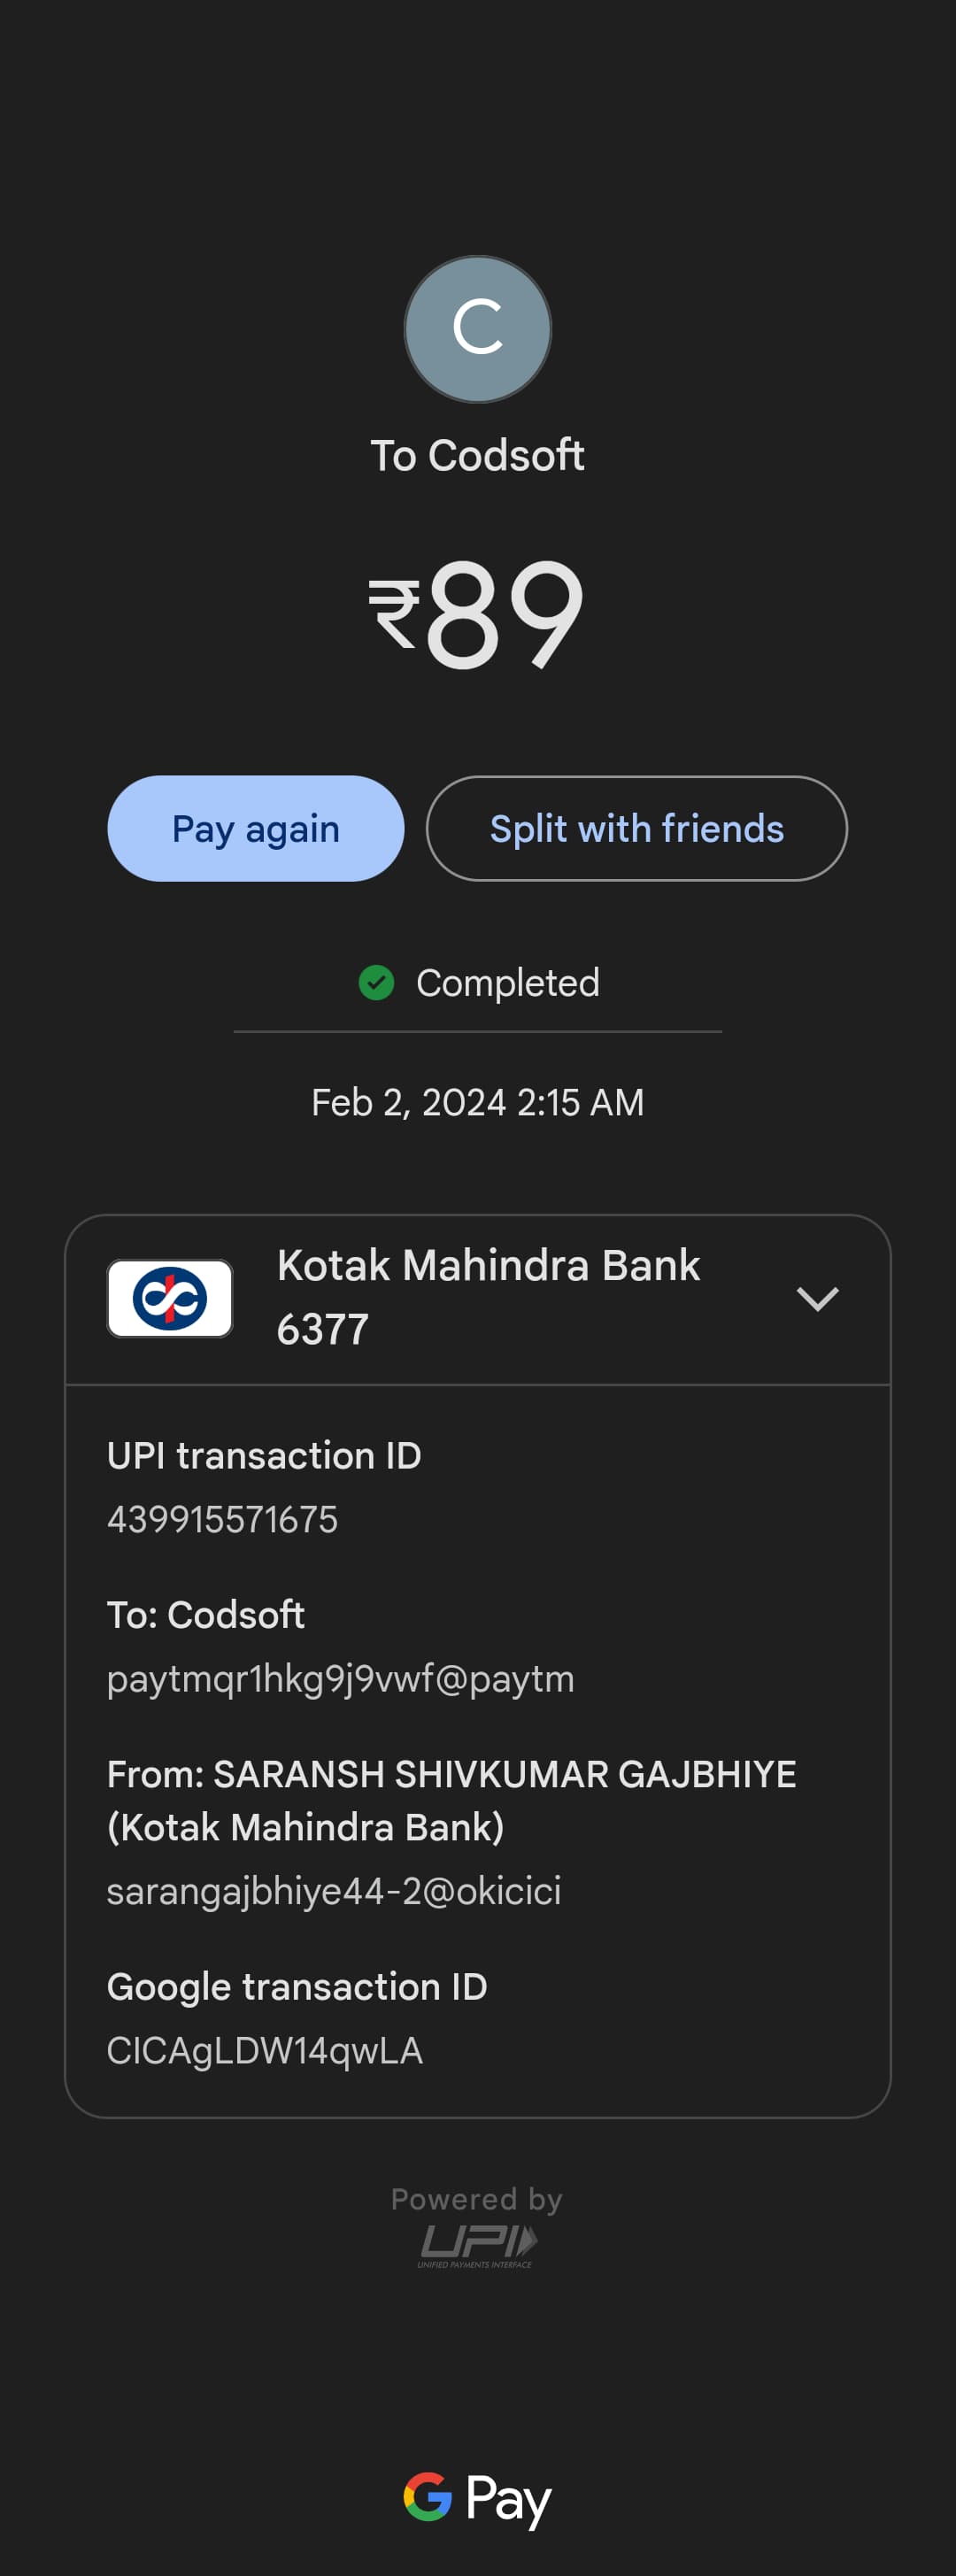 C
To Codsoft
₹89
Pay again
Split with friends
Completed
Feb 2, 2024 2:15 AM
Kotak Mahindra Bank
6377
UPI transaction ID
439915571675
To: Codsoft
paytmqr1hkg9j9vwf@paytm
From: SARANSH SHIVKUMAR GAJBHIYE
(Kotak Mahindra Bank)
sarangajbhiye44-2@okicici
Google transaction ID
CICAgLDW14qwLA
Powered by
UPI
UNIFIED PAYMENTS INTERFACE
G Pay